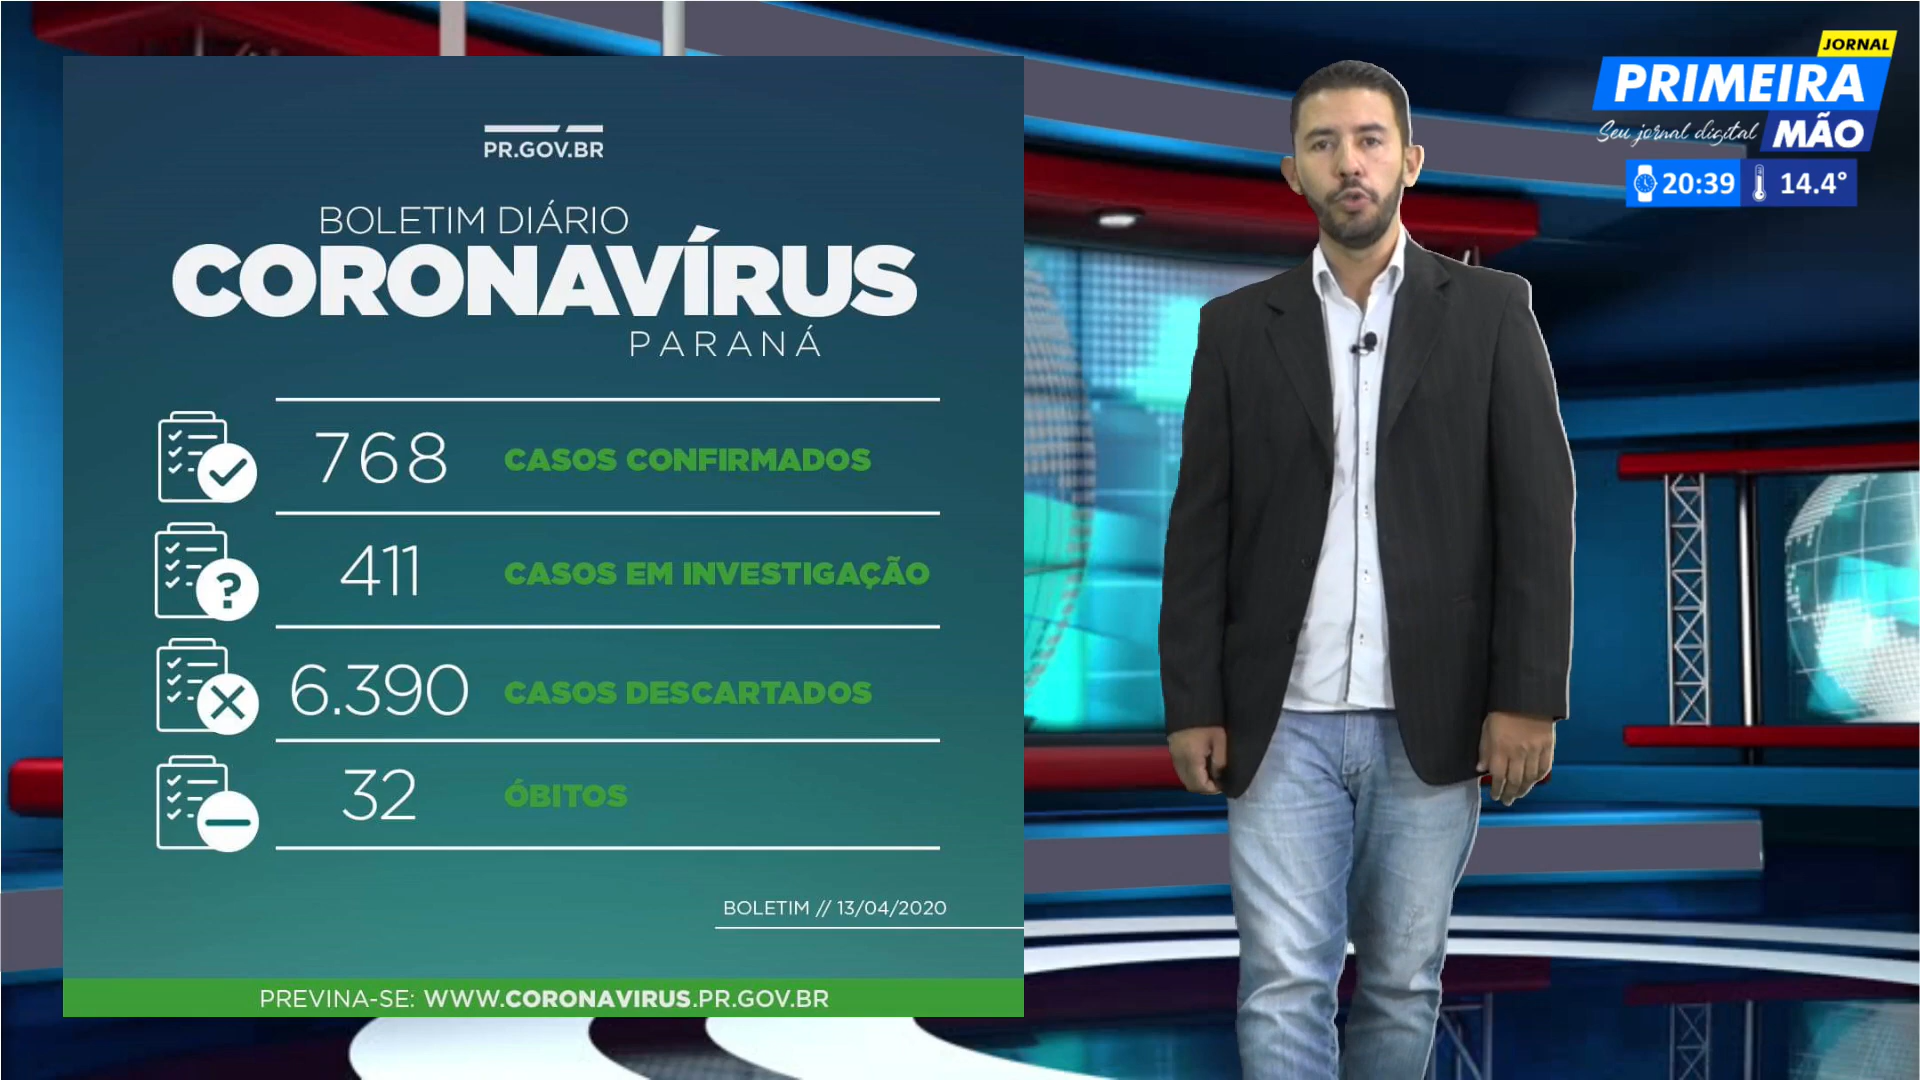 PR.GOV.BR
BOLETIM DIÁRIO
CORONAVÍRUS
PARANÁ
768 CASOS CONFIRMADOS
411 CASOS EM INVESTIGAÇÃO
6.390 CASOS DESCARTADOS
32 ÓBITOS
BOLETIM // 13/04/2020
PREVINA-SE: WWW.CORONAVIRUS.PR.GOV.BR
JORNAL
PRIMEIRA
Seu jornal digital MÃO
20:39 14.4°